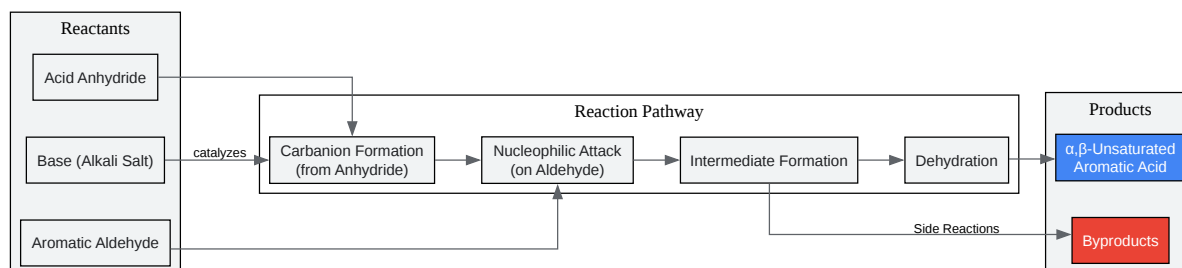 Reactants
Acid Anhydride
Base (Alkali Salt)
Aromatic Aldehyde
catalyzes
Reaction Pathway
Carbanion Formation
(from Anhydride)
Nucleophilic Attack
(on Aldehyde)
Intermediate Formation
Dehydration
Side Reactions
Products
α,β-Unsaturated
Aromatic Acid
Byproducts